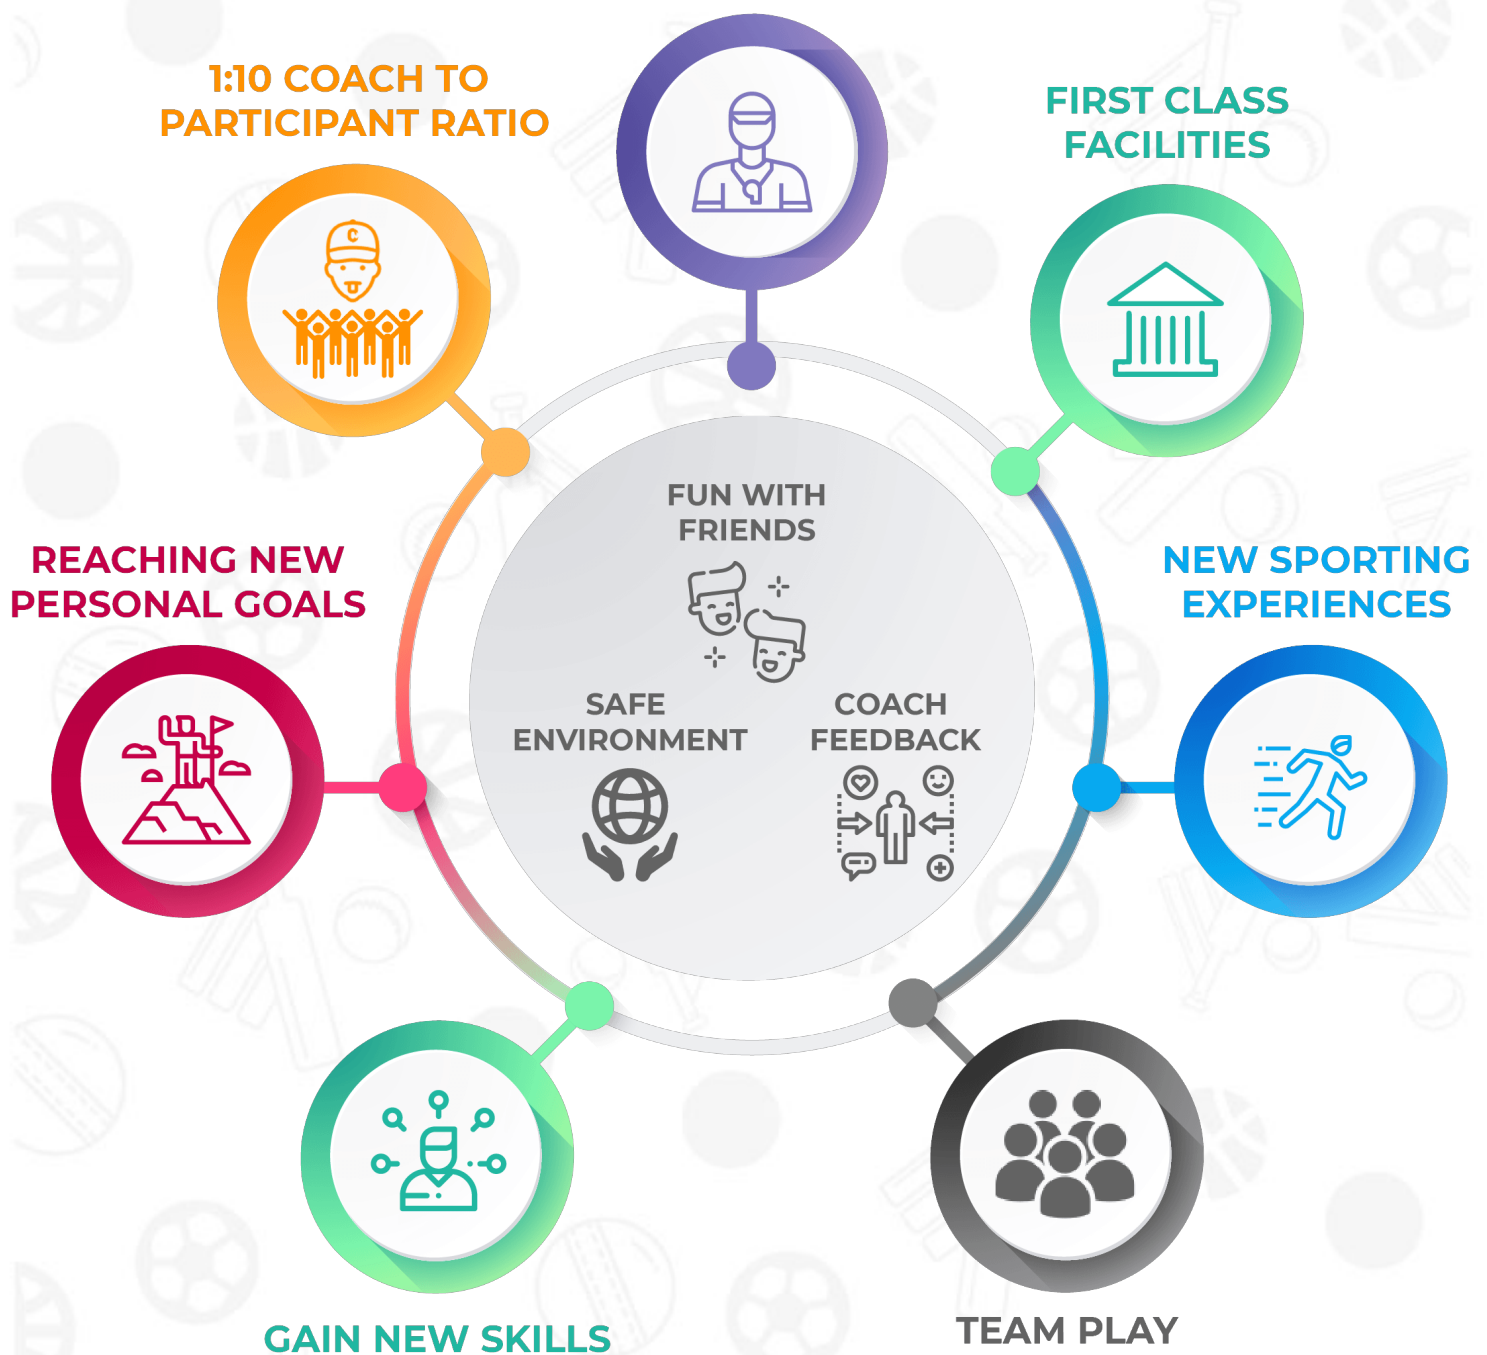 1:10 COACH TO
PARTICIPANT RATIO
FIRST CLASS
FACILITIES
C
FUN WITH
FRIENDS
REACHING NEW
PERSONAL GOALS
NEW SPORTING
EXPERIENCES
SAFE
ENVIRONMENT
COACH
FEEDBACK
GAIN NEW SKILLS
TEAM PLAY